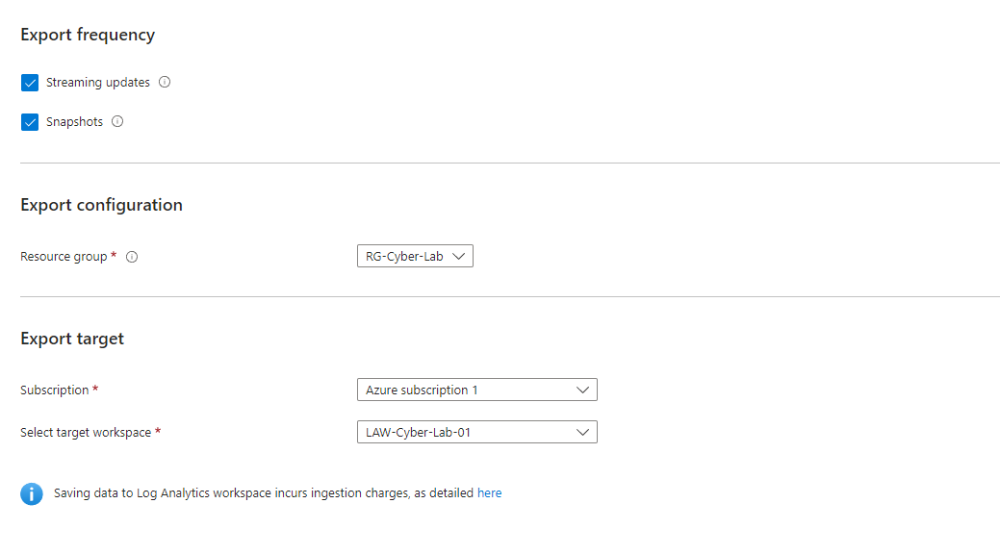 Export frequency
Streaming updates
Snapshots
Export configuration
Resource group *
RG-Cyber-Lab
Export target
Subscription *
Azure subscription 1
Select target workspace *
LAW-Cyber-Lab-01
Saving data to Log Analytics workspace incurs ingestion charges, as detailed here